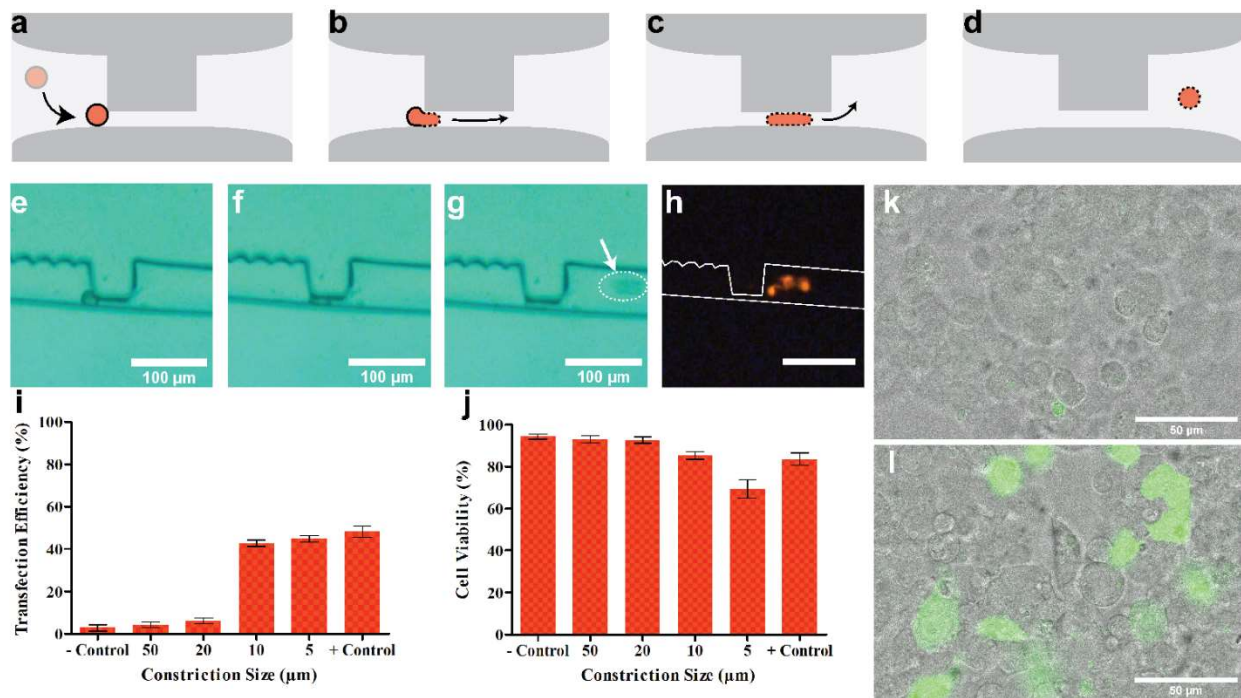 a
b
c
d
e
f
g
h
k
100 µm
100 µm
100 µm
50 µm
i
j
l
Transfection Efficiency (%)
100
80
60
40
20
0
- Control 50 20 10 5 + Control
Constriction Size (µm)
Cell Viability (%)
100
80
60
40
20
0
- Control 50 20 10 5 + Control
Constriction Size (µm)
50 µm